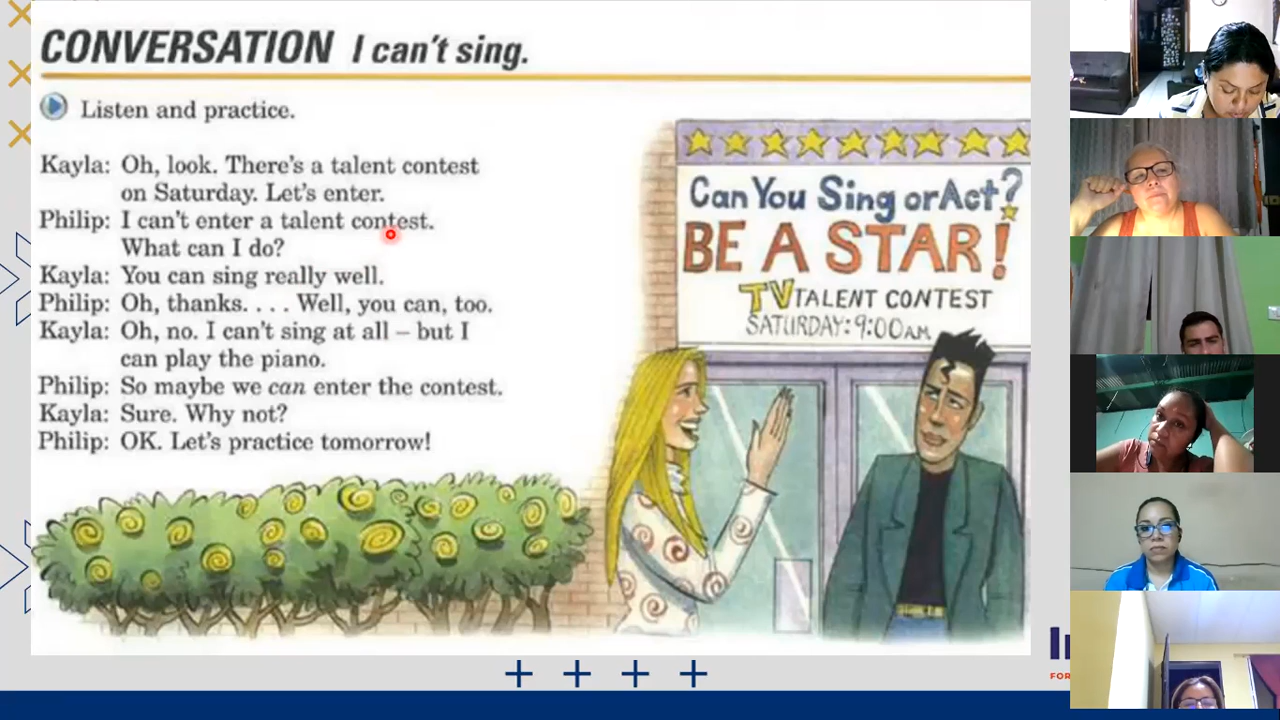 CONVERSATION I can't sing.
Listen and practice.
Kayla: Oh, look. There's a talent contest
on Saturday. Let's enter.
Philip: I can't enter a talent contest.
What can I do?
Kayla: You can sing really well.
Philip: Oh, thanks. . . . Well, you can, too.
Kayla: Oh, no. I can't sing at all – but I
can play the piano.
Philip: So maybe we can enter the contest.
Kayla: Sure. Why not?
Philip: OK. Let's practice tomorrow!
Can You Sing or Act?
BE A STAR!
TV TALENT CONTEST
SATURDAY: 9:00 AM
FOR